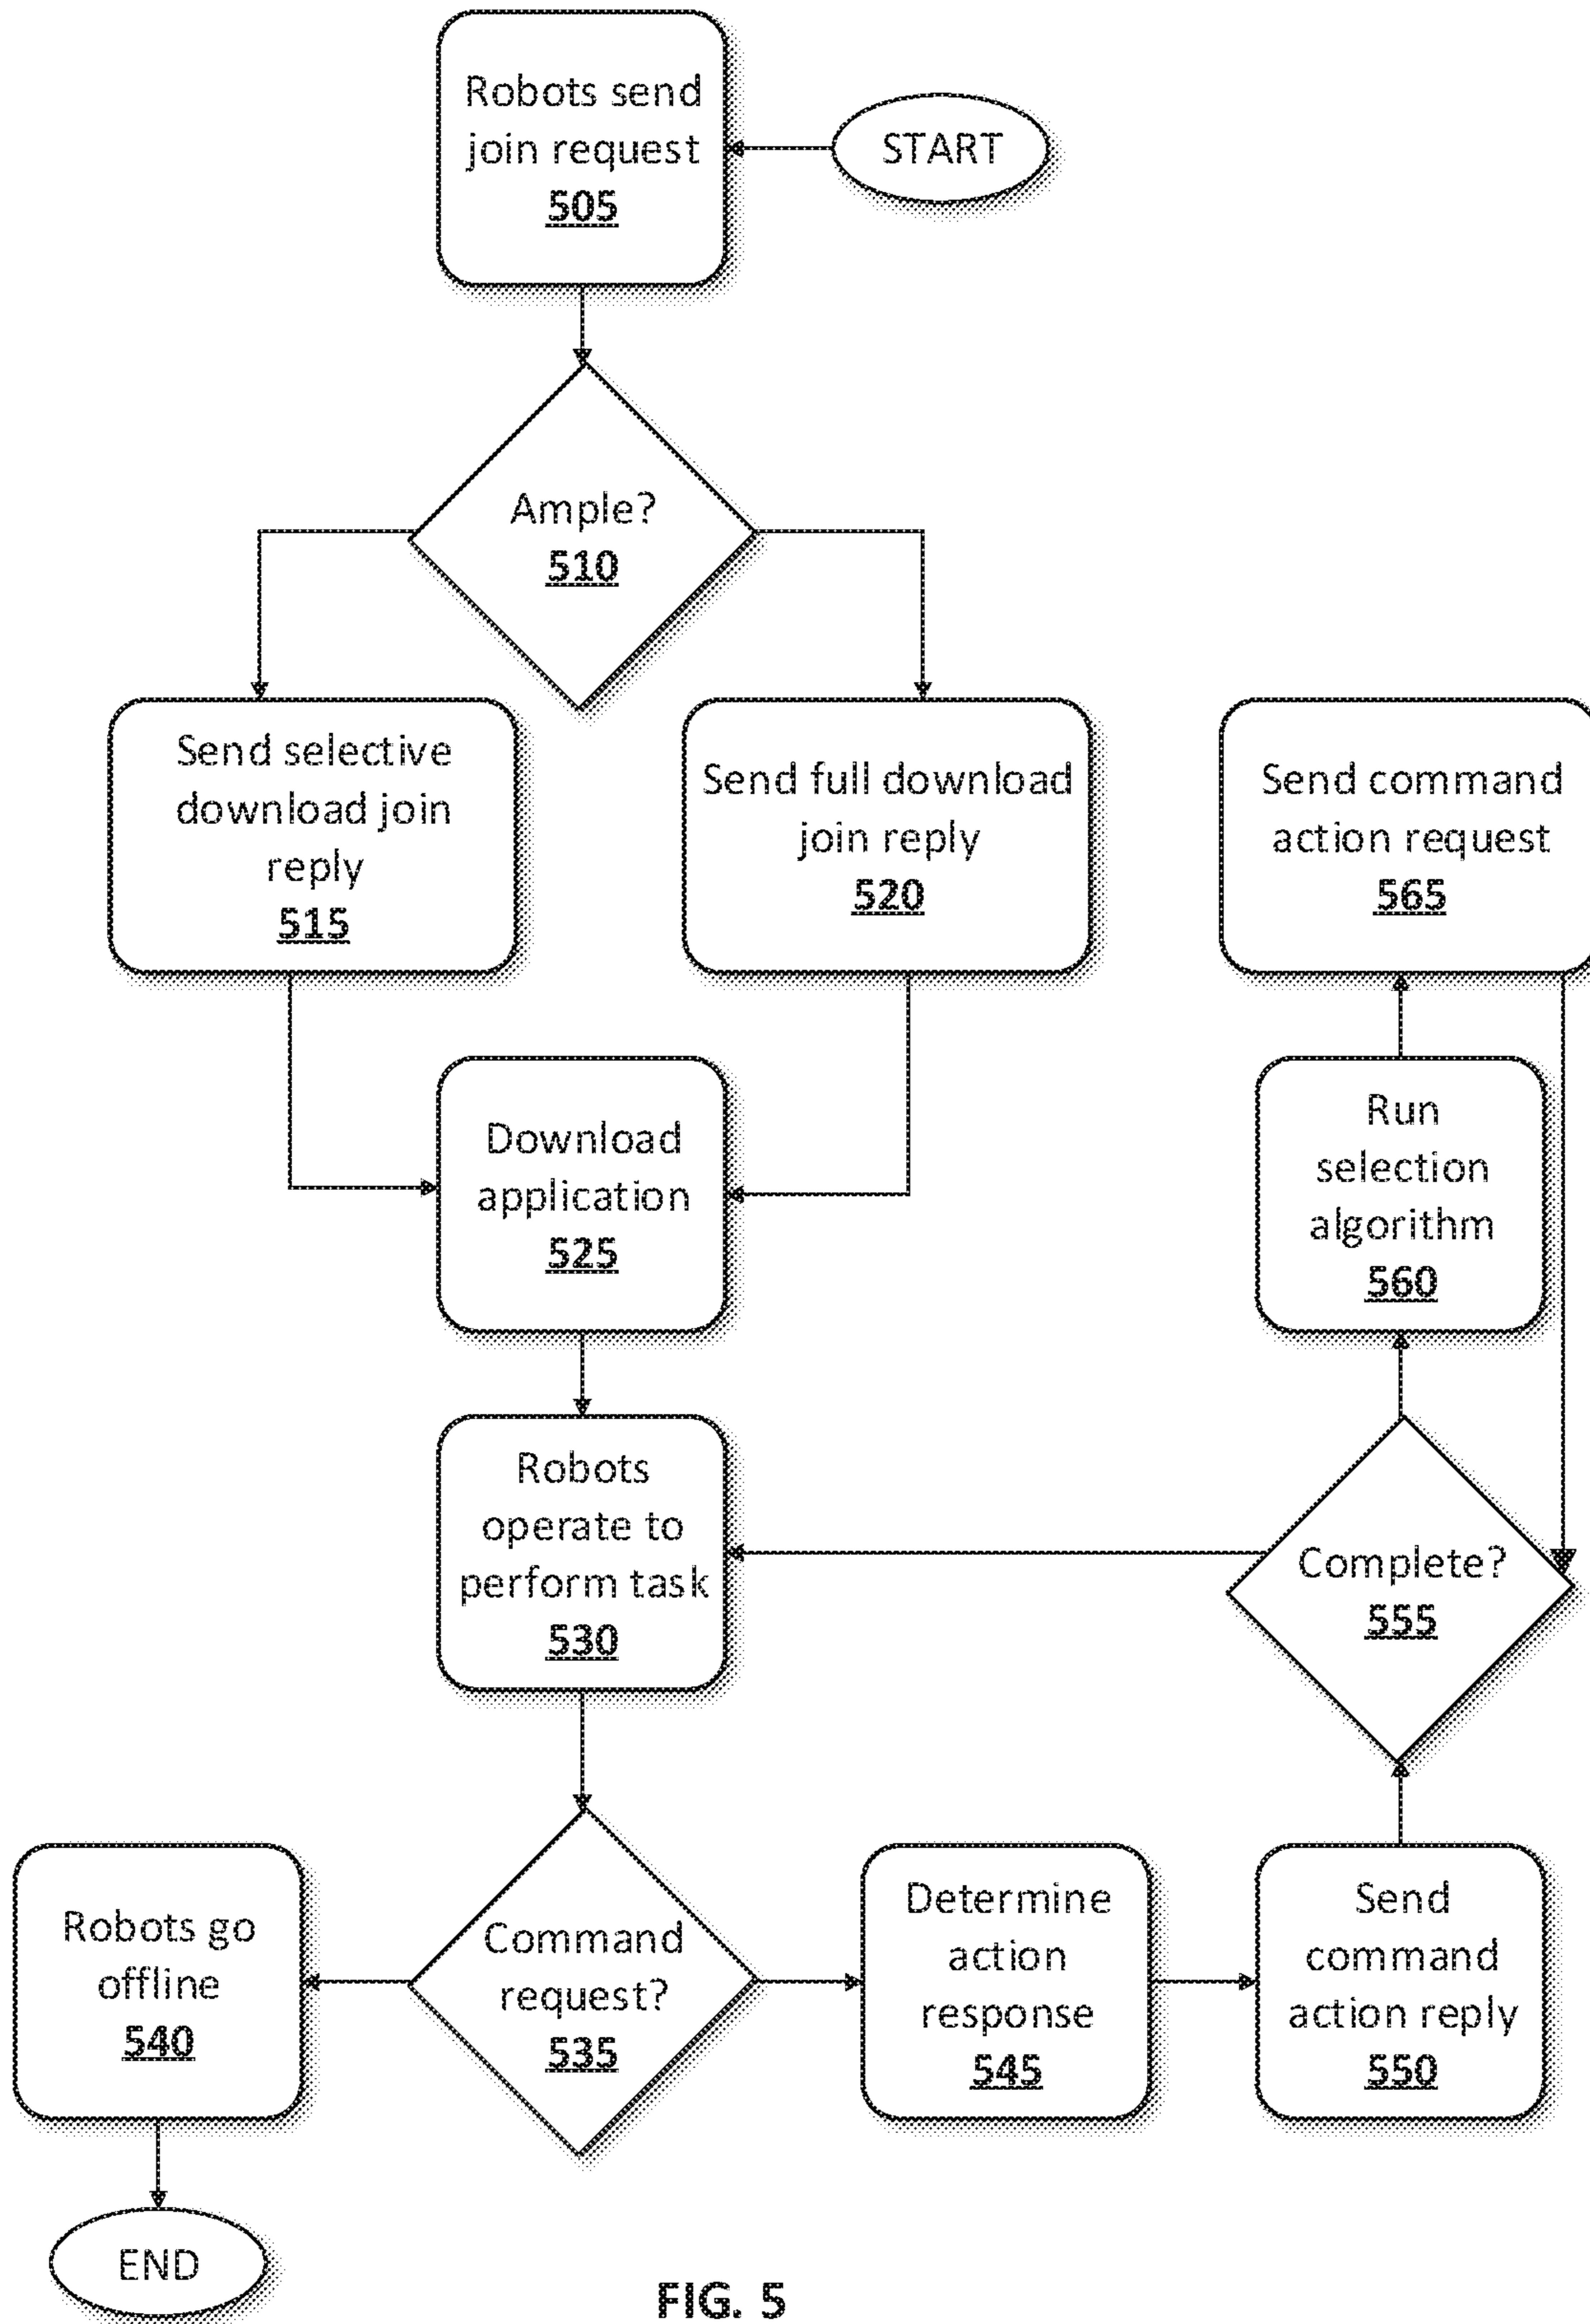 Robots send
join request
505
START
Ample?
510
Send selective
download join
reply
515
Send full download
join reply
520
Send command
action request
565
Download
application
525
Run
selection
algorithm
560
Robots
operate to
perform task
530
Complete?
555
Robots go
offline
540
Command
request?
535
Determine
action
response
545
Send
command
action reply
550
END
FIG. 5